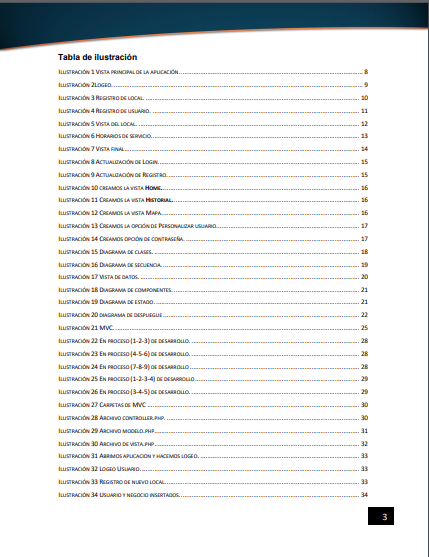 Tabla de ilustración
Ilustración 1 Vista principal de la aplicación. 8
Ilustración 2Logeo. 9
Ilustración 3 Registro de local. 10
Ilustración 4 Registro de usuario. 11
Ilustración 5 Vista del local. 12
Ilustración 6 Horarios de servicio. 13
Ilustración 7 Vista final 14
Ilustración 8 Actualización de Login. 15
Ilustración 9 Actualización de Registro. 15
Ilustración 10 creamos la vista Home. 16
Ilustración 11 Creamos la vista Historial. 16
Ilustración 12 Creamos la vista Mapa. 16
Ilustración 13 Creamos la opción de Personalizar usuario. 17
Ilustración 14 Creamos opción de contraseña. 17
Ilustración 15 Diagrama de clases. 18
Ilustración 16 Diagrama de secuencia. 19
Ilustración 17 Vista de datos. 20
Ilustración 18 Diagrama de componentes. 21
Ilustración 19 Diagrama de estado. 21
Ilustración 20 diagrama de despliegue 22
Ilustración 21 MVC. 25
Ilustración 22 En proceso (1-2-3) de desarrollo. 28
Ilustración 23 En proceso (4-5-6) de desarrollo. 28
Ilustración 24 En proceso (7-8-9) de desarrollo 28
Ilustración 25 En proceso (1-2-3-4) de desarrollo 29
Ilustración 26 En proceso (3-4-5) de desarrollo. 29
Ilustración 27 Carpetas de MVC 30
Ilustración 28 Archivo controller.php. 30
Ilustración 29 Archivo modelo.php. 31
Ilustración 30 Archivo de vista.php 32
Ilustración 31 Abrimos aplicacion y hacemos logeo. 33
Ilustración 32 Logeo Usuario. 33
Ilustración 33 Registro de nuevo local. 33
Ilustración 34 Usuario y negocio insertados. 34
3